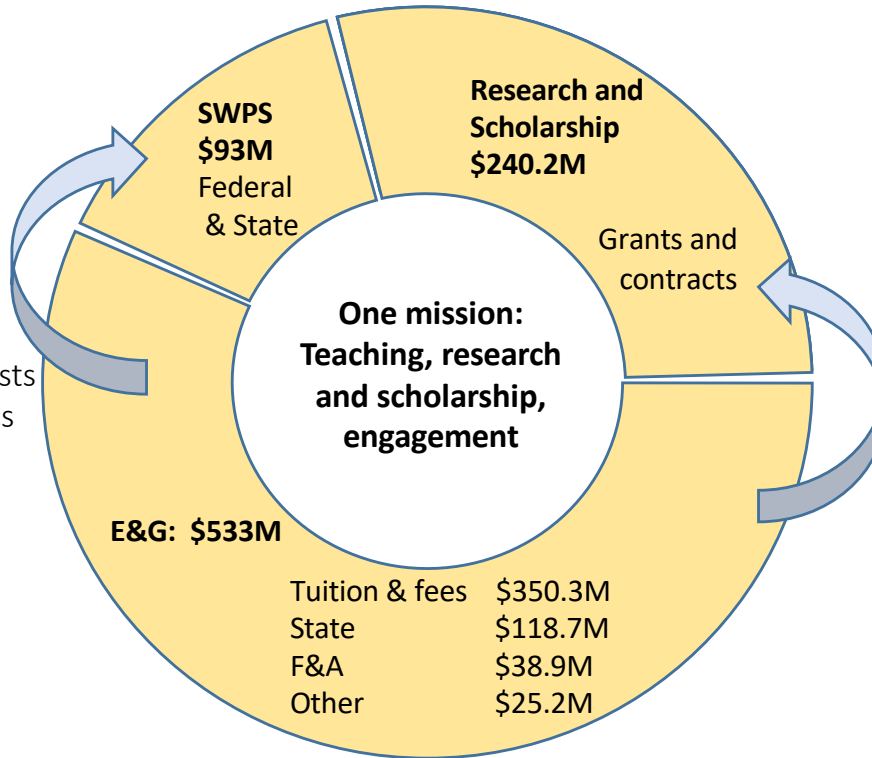 SWPS
$93M
Federal
& State
Research and
Scholarship
$240.2M
Grants and
contracts
One mission:
Teaching, research
and scholarship,
engagement
E&G: $533M
Tuition & fees $350.3M
State $118.7M
F&A $38.9M
Other $25.2M